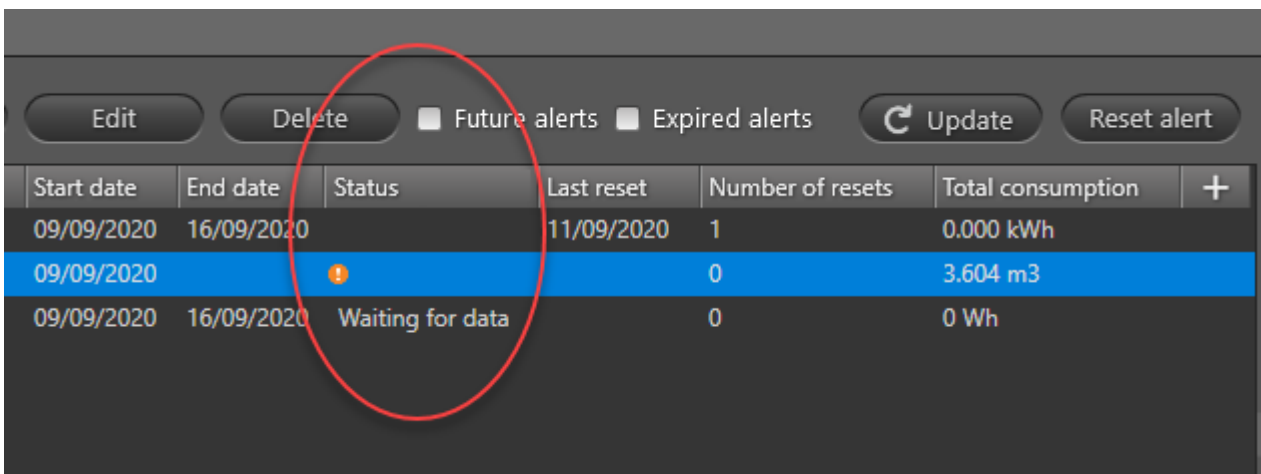 Edit Delete Future alerts Expired alerts Update Reset alert
Start date End date Status Last reset Number of resets Total consumption +
09/09/2020 16/09/2020 11/09/2020 1 0.000 kWh
09/09/2020 ! 0 3.604 m3
09/09/2020 16/09/2020 Waiting for data 0 0 Wh